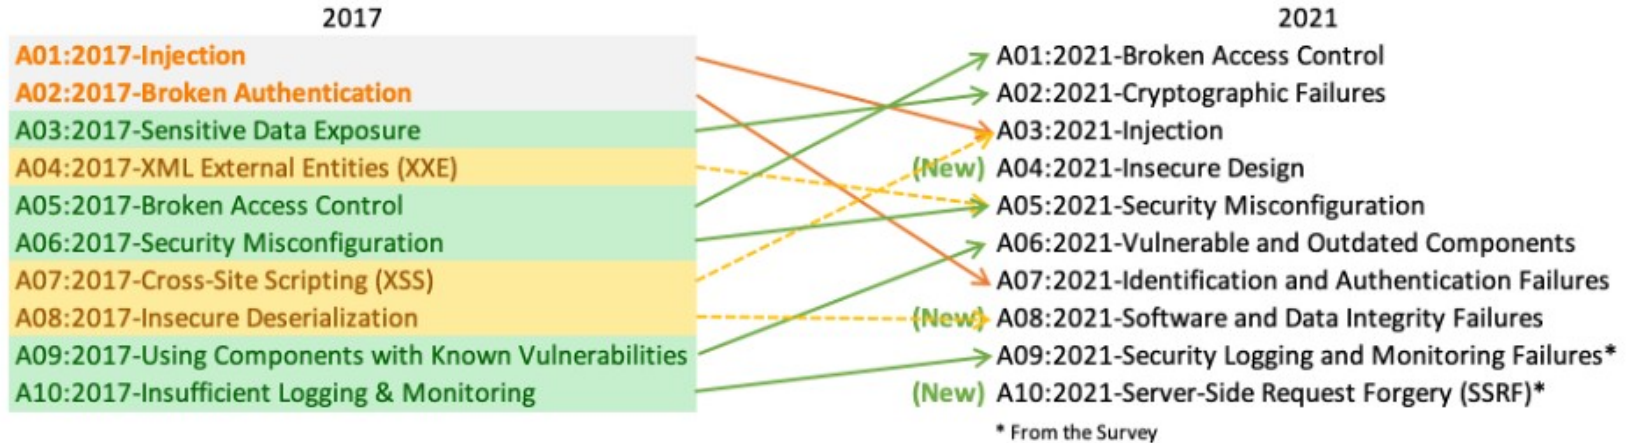 2017
A01:2017-Injection
A02:2017-Broken Authentication
A03:2017-Sensitive Data Exposure
A04:2017-XML External Entities (XXE)
A05:2017-Broken Access Control
A06:2017-Security Misconfiguration
A07:2017-Cross-Site Scripting (XSS)
A08:2017-Insecure Deserialization
A09:2017-Using Components with Known Vulnerabilities
A10:2017-Insufficient Logging & Monitoring
2021
A01:2021-Broken Access Control
A02:2021-Cryptographic Failures
A03:2021-Injection
(New) A04:2021-Insecure Design
A05:2021-Security Misconfiguration
A06:2021-Vulnerable and Outdated Components
A07:2021-Identification and Authentication Failures
(New) A08:2021-Software and Data Integrity Failures
A09:2021-Security Logging and Monitoring Failures*
(New) A10:2021-Server-Side Request Forgery (SSRF)*
* From the Survey